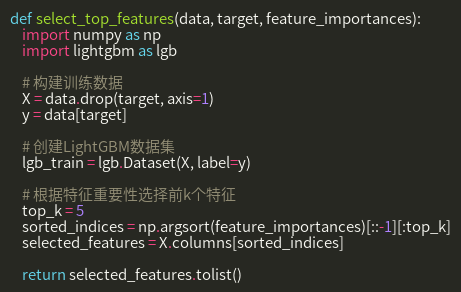 def select_top_features(data, target, feature_importances):
    import numpy as np
    import lightgbm as lgb

    # 构建训练数据
    X = data.drop(target, axis=1)
    y = data[target]

    # 创建LightGBM数据集
    lgb_train = lgb.Dataset(X, label=y)

    # 根据特征重要性选择前k个特征
    top_k = 5
    sorted_indices = np.argsort(feature_importances)[::-1][:top_k]
    selected_features = X.columns[sorted_indices]

    return selected_features.tolist()